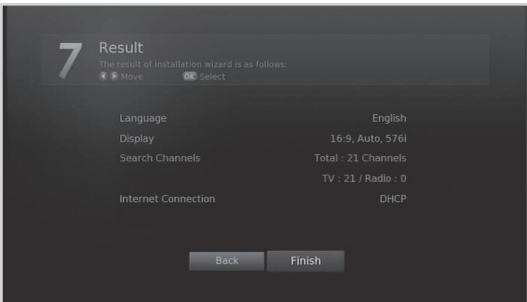 7
Result
The result of installation wizard is as follows:
Move OK Select
Language English
Display 16:9, Auto, 576i
Search Channels Total : 21 Channels
TV : 21 / Radio : 0
Internet Connection DHCP
Back Finish